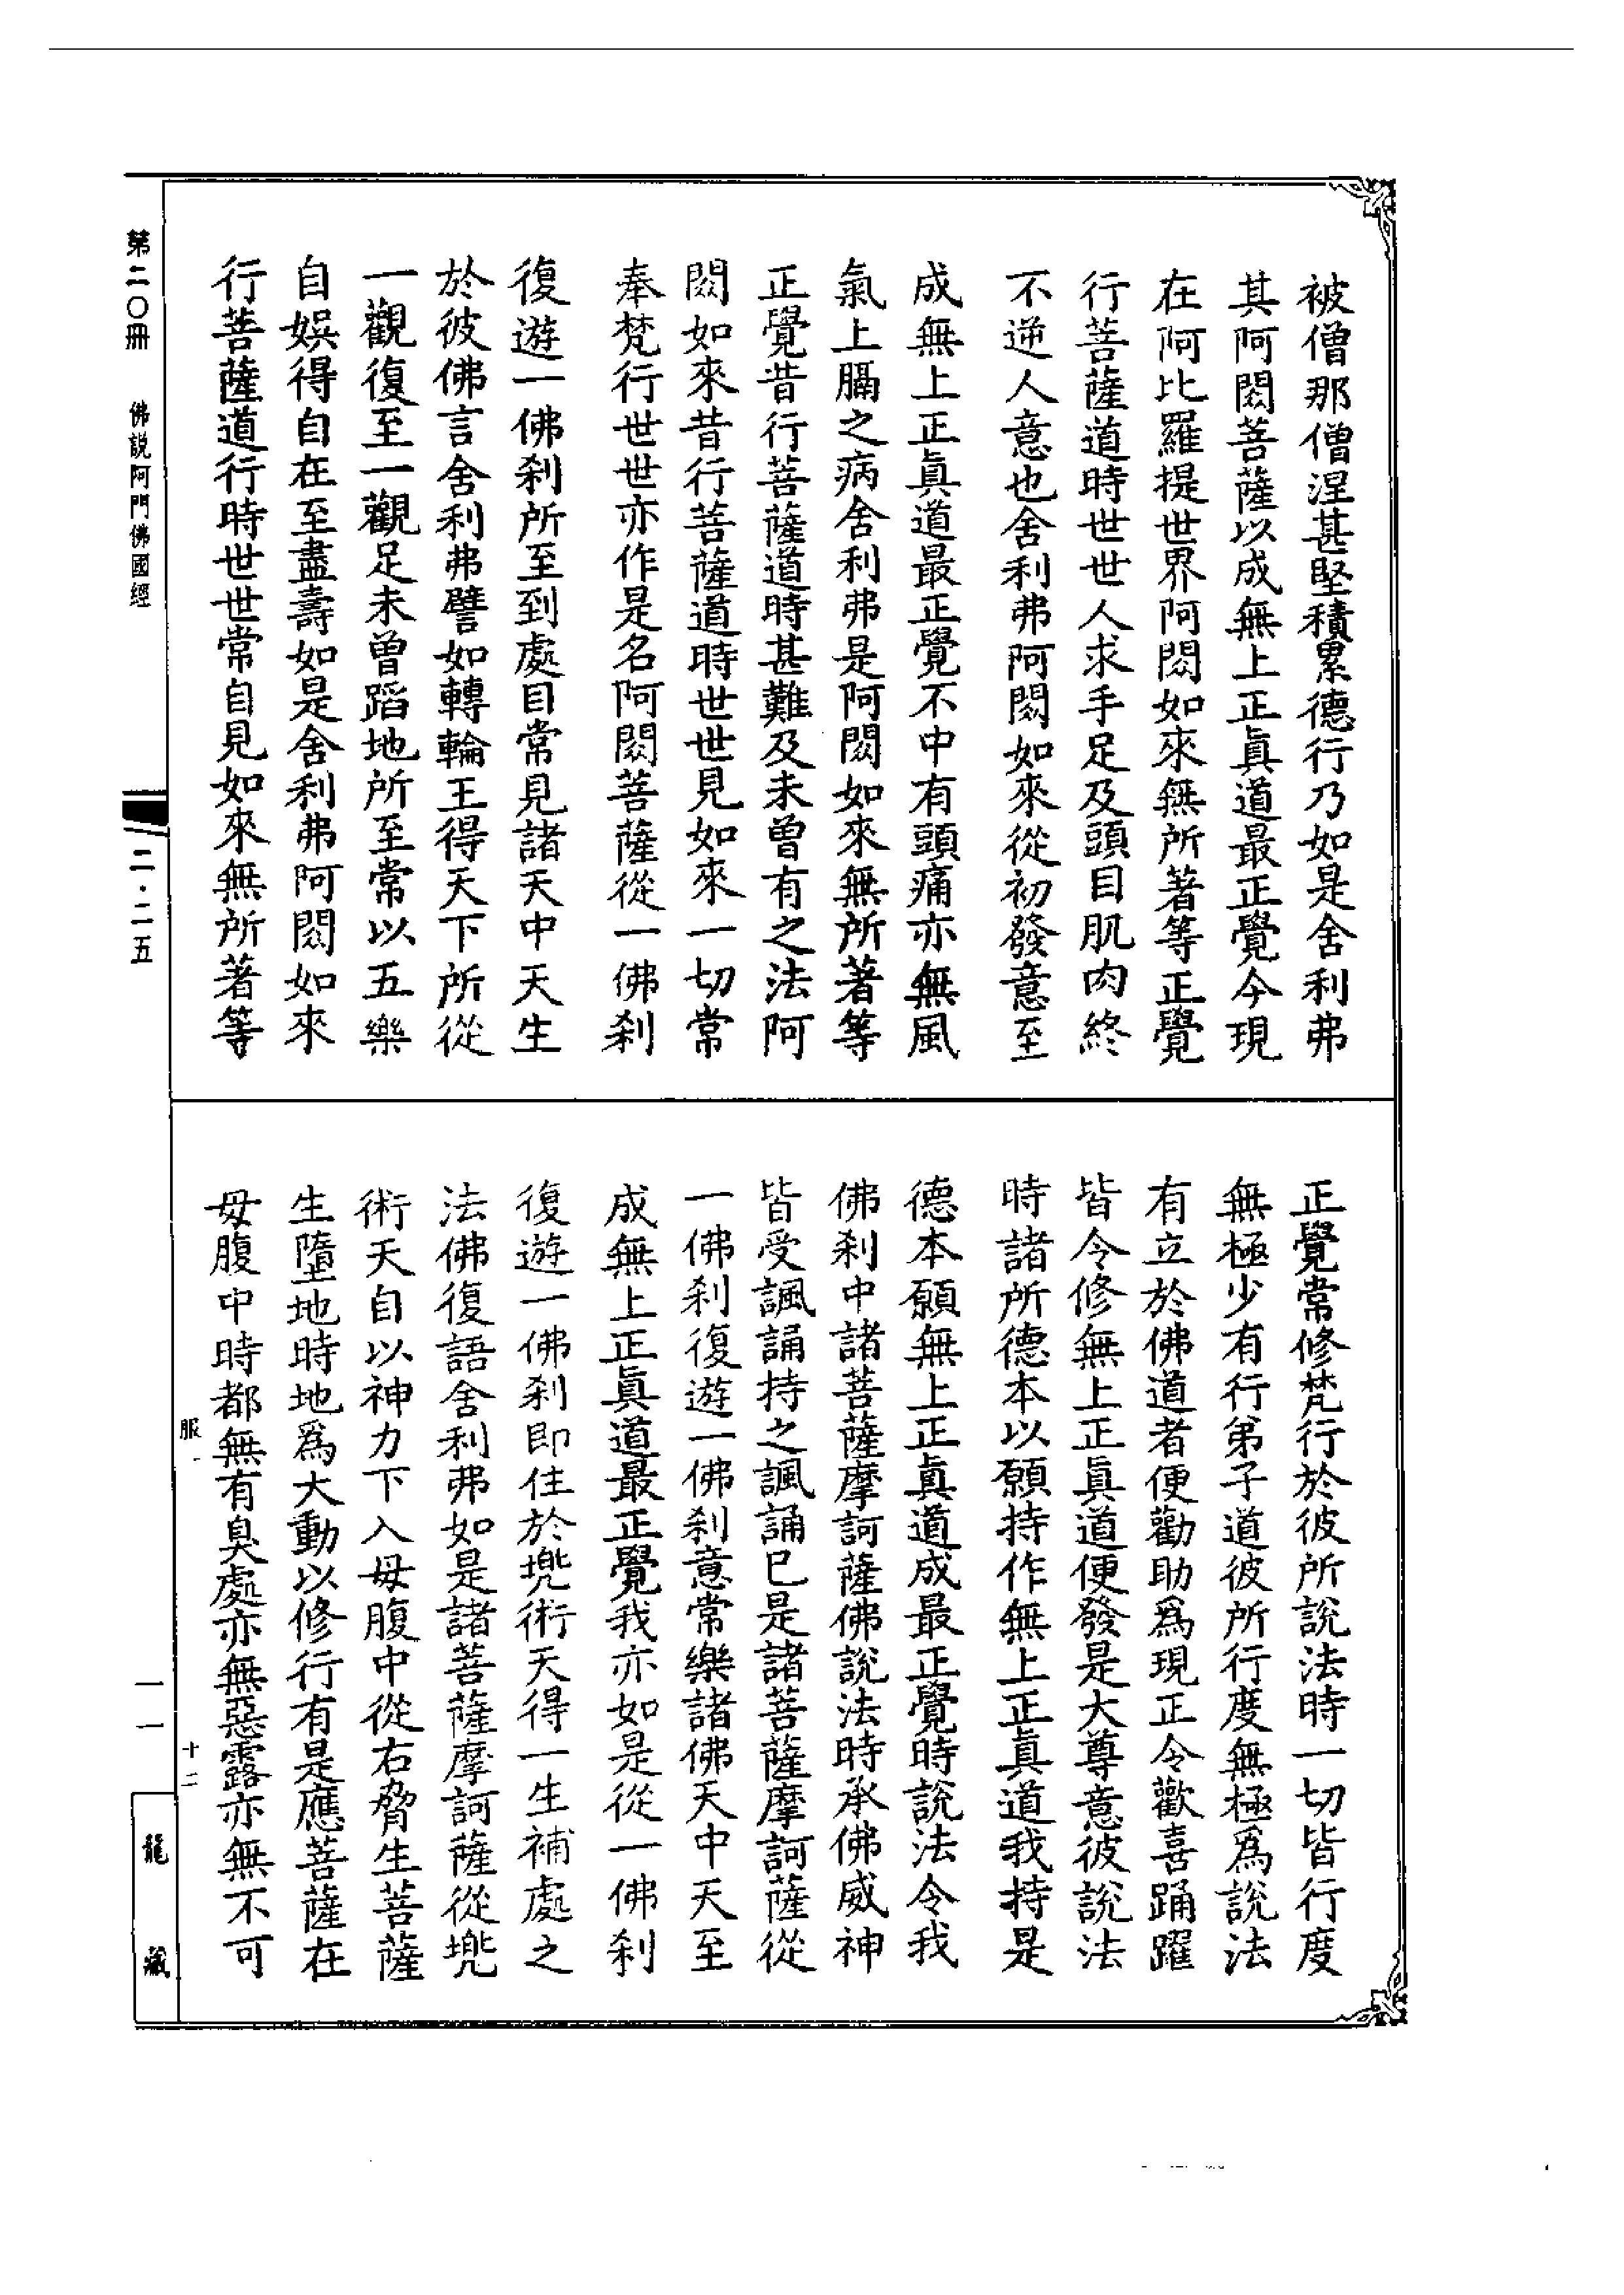 被僧那僧涅甚堅積累德行乃如是舍利弗
其阿閦菩薩以成無上正眞道最正覺今現
在阿比羅提世界阿閦如來無所著等正覺
行菩薩道時世世人求手足及頭目肌肉終
不逆人意也舍利弗阿閦如來從初發意至
成無上正眞道最正覺不中有頭痛亦無風
氣上膈之病舍利弗是阿閦如來無所著等
正覺昔行菩薩道時甚難及未曾有之法阿
閦如來昔行菩薩道時世世見如來一切常
奉梵行世世亦作是名阿閦菩薩從一佛刹
復遊一佛刹所至到處目常見諸天中天生
於彼佛言舍利弗譬如轉輪王得天下所從
一觀復至一觀足未曾蹈地所至常以五樂
自娛得自在至盡壽如是舍利弗阿閦如來
行菩薩道行時世世常自見如來無所著等
正覺常修梵行於彼所說法時一切皆行度
無極少有行弟子道彼所行度無極爲說法
有立於佛道者便勸助爲現正令歡喜踊躍
皆令修無上正眞道便發是大尊意彼說法
時諸所德本以願持作無上正眞道我持是
德本願無上正眞道成最正覺時說法令我
佛刹中諸菩薩摩訶薩佛說法時承佛威神
皆受諷誦持之諷誦已是諸菩薩摩訶薩從
一佛刹復遊一佛刹意常樂諸佛天中天至
成無上正眞道最正覺我亦如是從一佛刹
復遊一佛刹即住於兠術天得一生補處之
法佛復語舍利弗如是諸菩薩摩訶薩從兠
術天自以神力下入母腹中從右脅生菩薩
生墮地時地爲大動以修行有是應菩薩在
母腹中時都無有臭處亦無惡露亦無不可
服 十二
第二〇冊 佛說阿門佛國經
二·二五
一一
龍藏